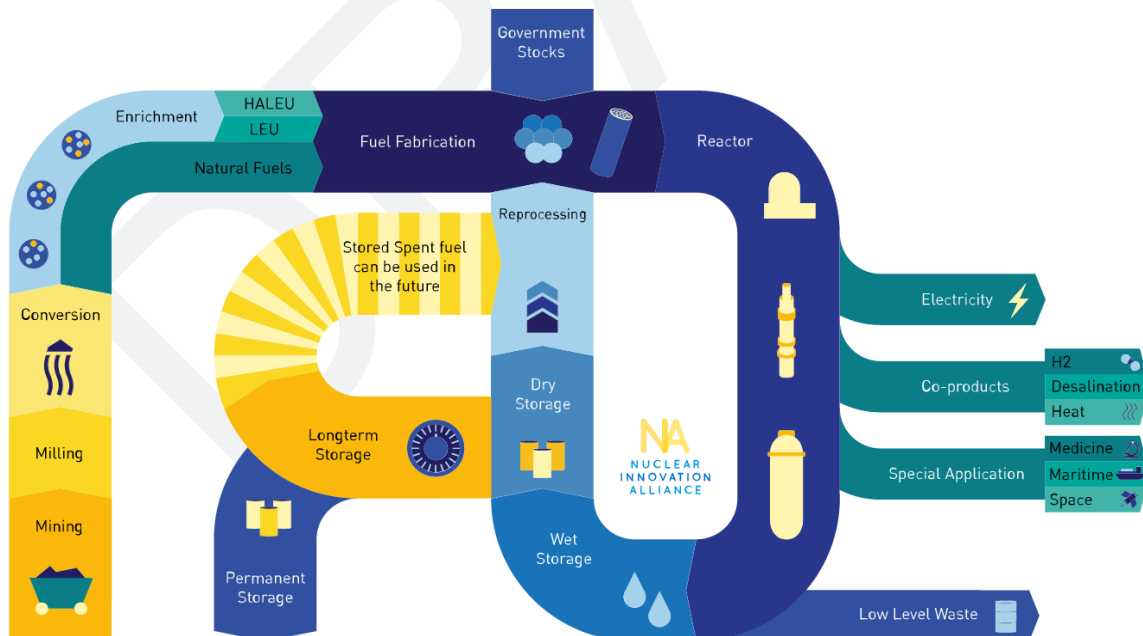 Government
Stocks
Enrichment
HALEU
LEU
Natural Fuels
Fuel Fabrication
Reactor
Reprocessing
Stored Spent fuel
can be used in
the future
Conversion
Electricity
Milling
Dry
Storage
Co-products
H2
Desalination
Heat
Longterm
Storage
NIA
NUCLEAR
INNOVATION
ALLIANCE
Special Application
Medicine
Maritime
Space
Mining
Wet
Storage
Permanent
Storage
Low Level Waste